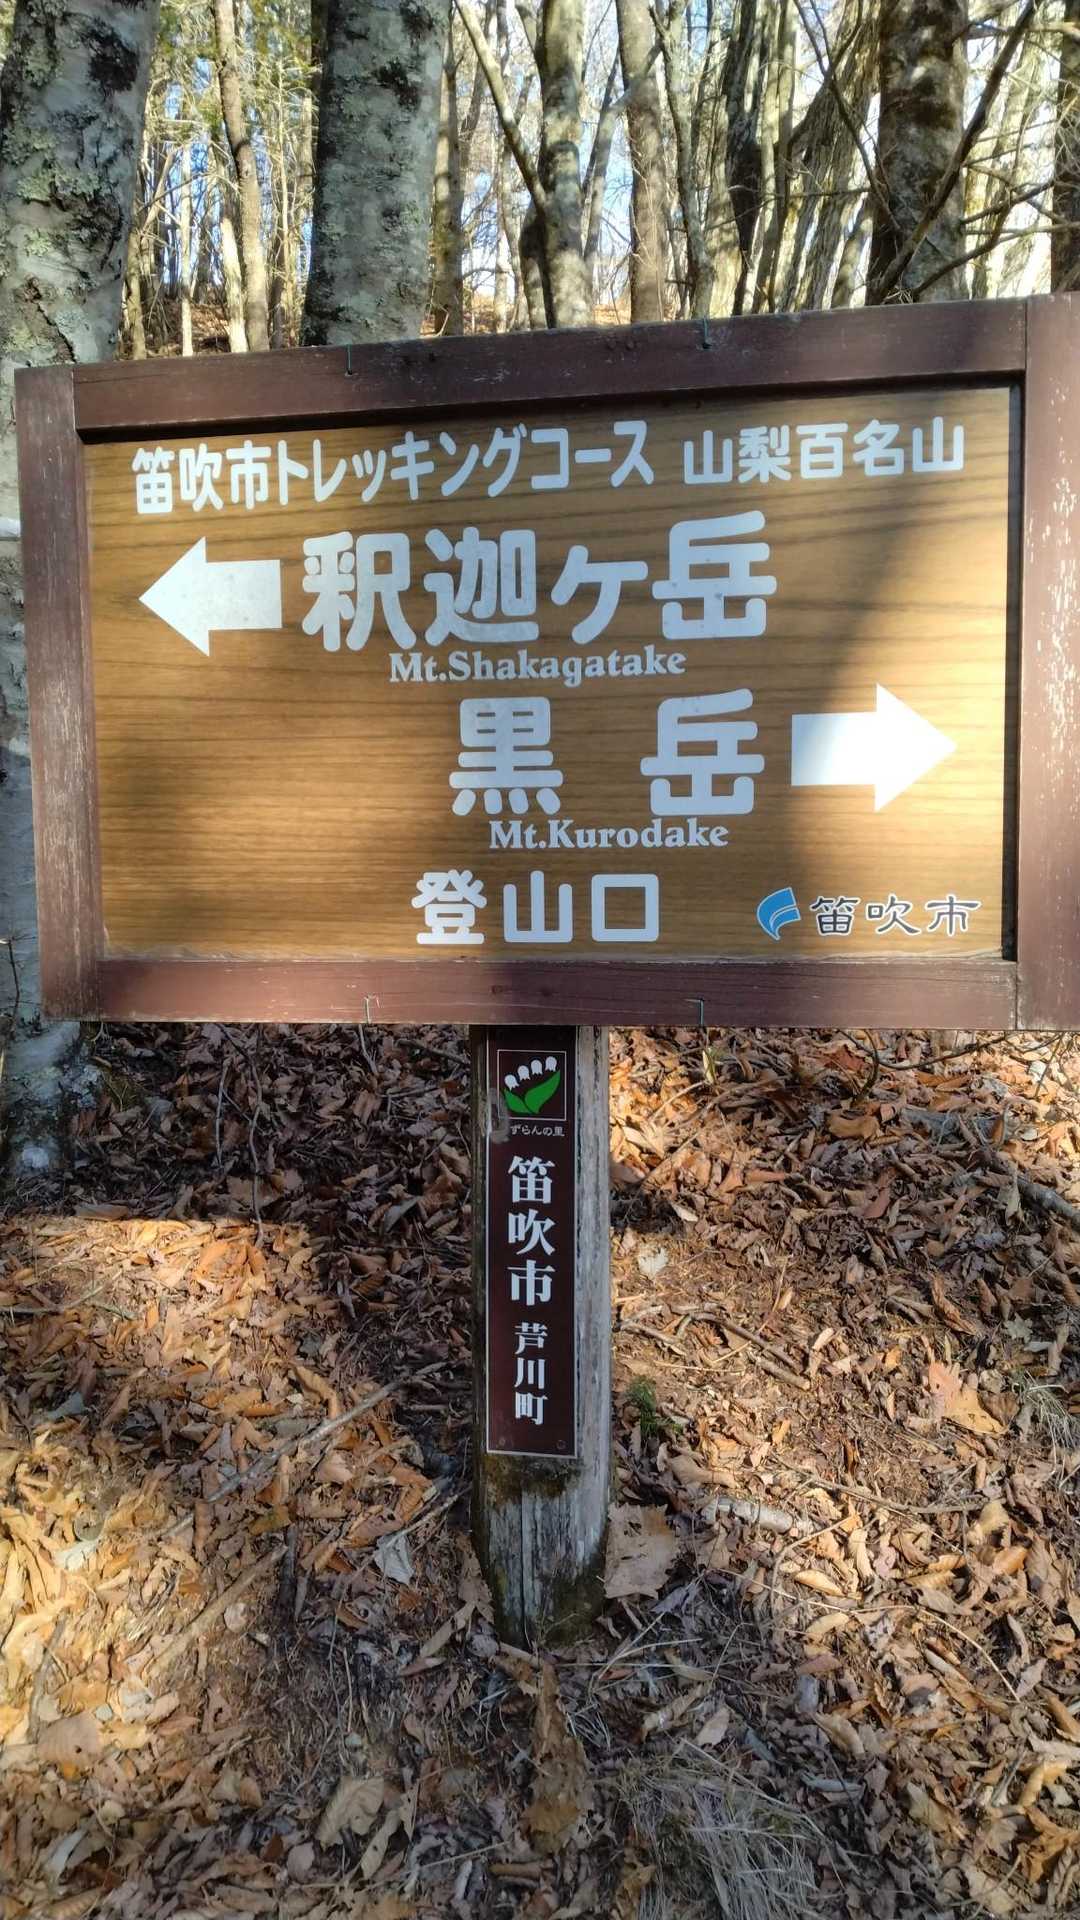 笛吹市トレッキングコース 山梨百名山
釈迦ヶ岳
Mt.Shakagatake
黒岳
Mt.Kurodake
登山口
笛吹市
ずらんの里
笛吹市 芦川町